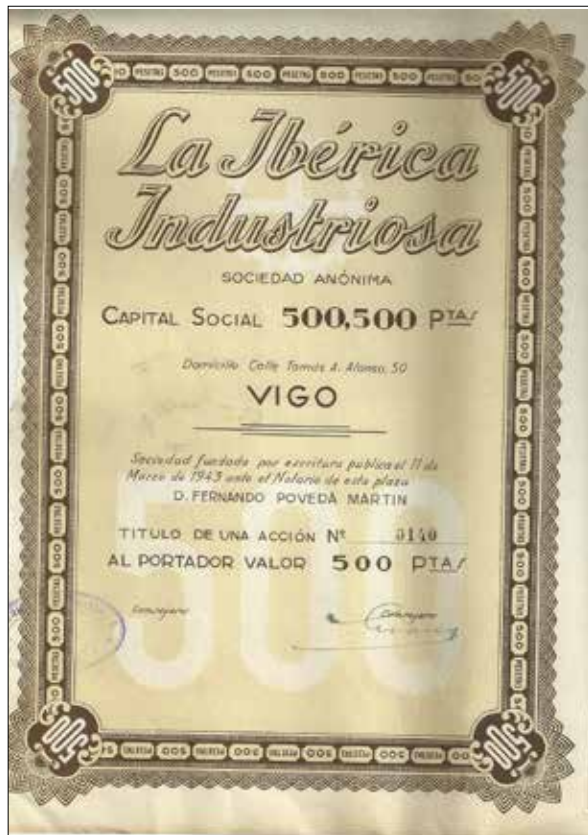 La Ibérica
Industriosa
SOCIEDAD ANÓNIMA
CAPITAL SOCIAL 500,500 PTAS
Domicilio Calle Tomás A. Alonso, 50
VIGO
Sociedad fundada por escritura publica el 11 de
Marzo de 1943 ante el Notario de esta plaza
D. FERNANDO POVEDA MARTIN
TITULO DE UNA ACCIÓN Nº 0140
AL PORTADOR VALOR 500 PTAS
Consejero Consejero
500